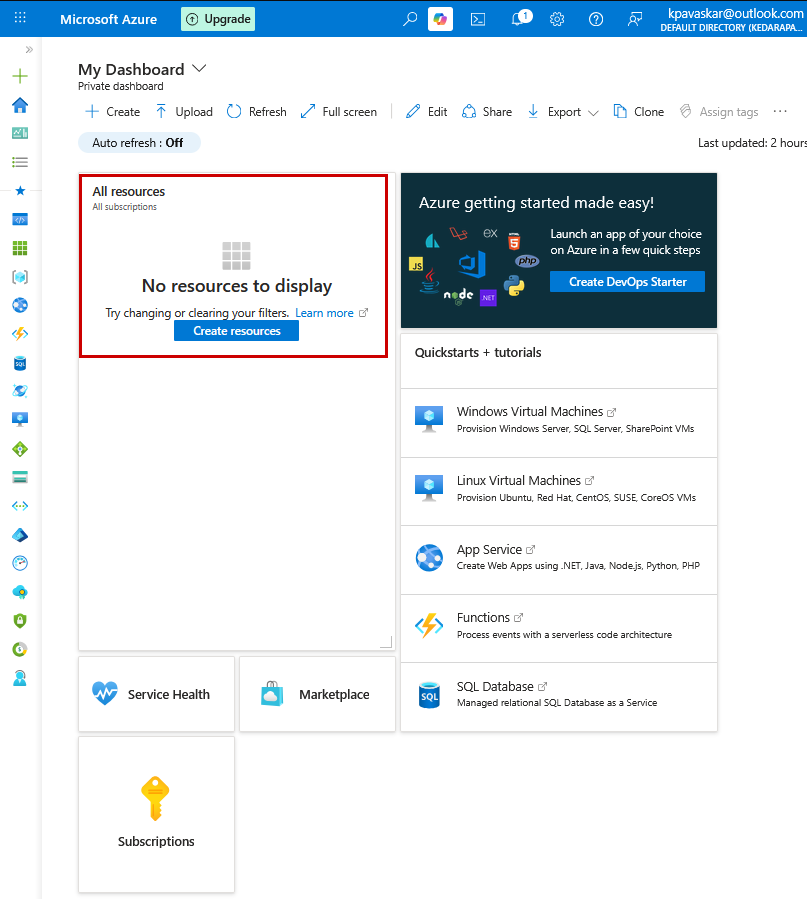 Microsoft Azure
Upgrade
1
kpavaskar@outlook.com
DEFAULT DIRECTORY (KEDARAPA...
My Dashboard
Private dashboard
Create
Upload
Refresh
Full screen
Edit
Share
Export
Clone
Assign tags
Auto refresh : Off
Last updated: 2 hours
All resources
All subscriptions
No resources to display
Try changing or clearing your filters. Learn more
Create resources
Azure getting started made easy!
Launch an app of your choice
on Azure in a few quick steps
Create DevOps Starter
ex
JS
php
node
.NET
Quickstarts + tutorials
Windows Virtual Machines
Provision Windows Server, SQL Server, SharePoint VMs
Linux Virtual Machines
Provision Ubuntu, Red Hat, CentOS, SUSE, CoreOS VMs
App Service
Create Web Apps using .NET, Java, Node.js, Python, PHP
Functions
Process events with a serverless code architecture
SQL
SQL Database
Managed relational SQL Database as a Service
Service Health
Marketplace
Subscriptions
SQL